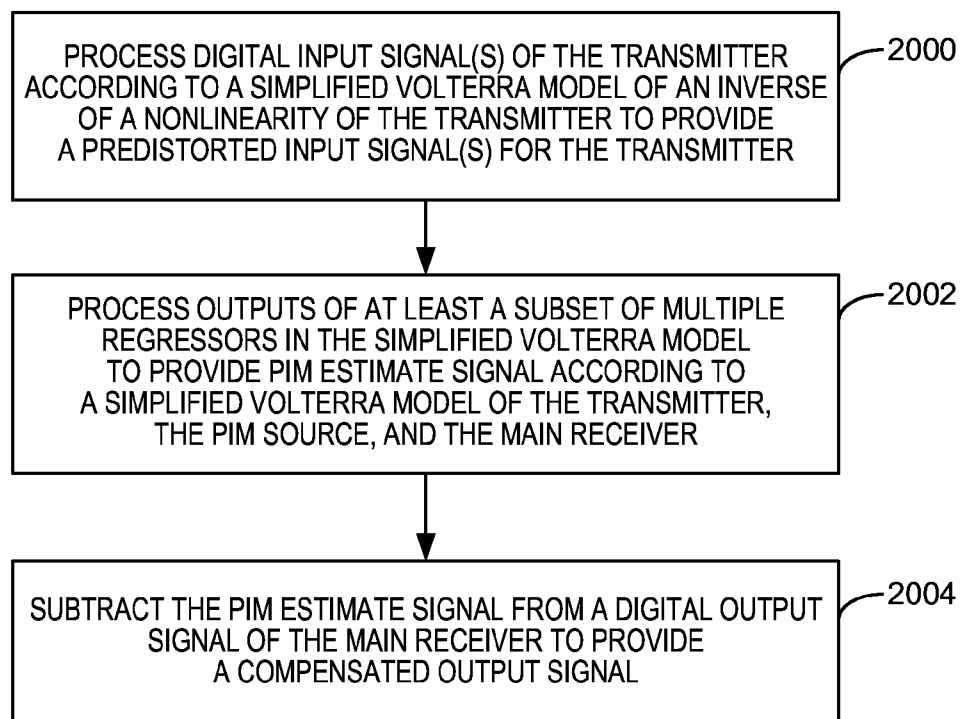 PROCESS DIGITAL INPUT SIGNAL(S) OF THE TRANSMITTER
ACCORDING TO A SIMPLIFIED VOLTERRA MODEL OF AN INVERSE
OF A NONLINEARITY OF THE TRANSMITTER TO PROVIDE
A PREDISTORTED INPUT SIGNAL(S) FOR THE TRANSMITTER
2000
PROCESS OUTPUTS OF AT LEAST A SUBSET OF MULTIPLE
REGRESSORS IN THE SIMPLIFIED VOLTERRA MODEL
TO PROVIDE PIM ESTIMATE SIGNAL ACCORDING TO
A SIMPLIFIED VOLTERRA MODEL OF THE TRANSMITTER,
THE PIM SOURCE, AND THE MAIN RECEIVER
2002
SUBTRACT THE PIM ESTIMATE SIGNAL FROM A DIGITAL OUTPUT
SIGNAL OF THE MAIN RECEIVER TO PROVIDE
A COMPENSATED OUTPUT SIGNAL
2004